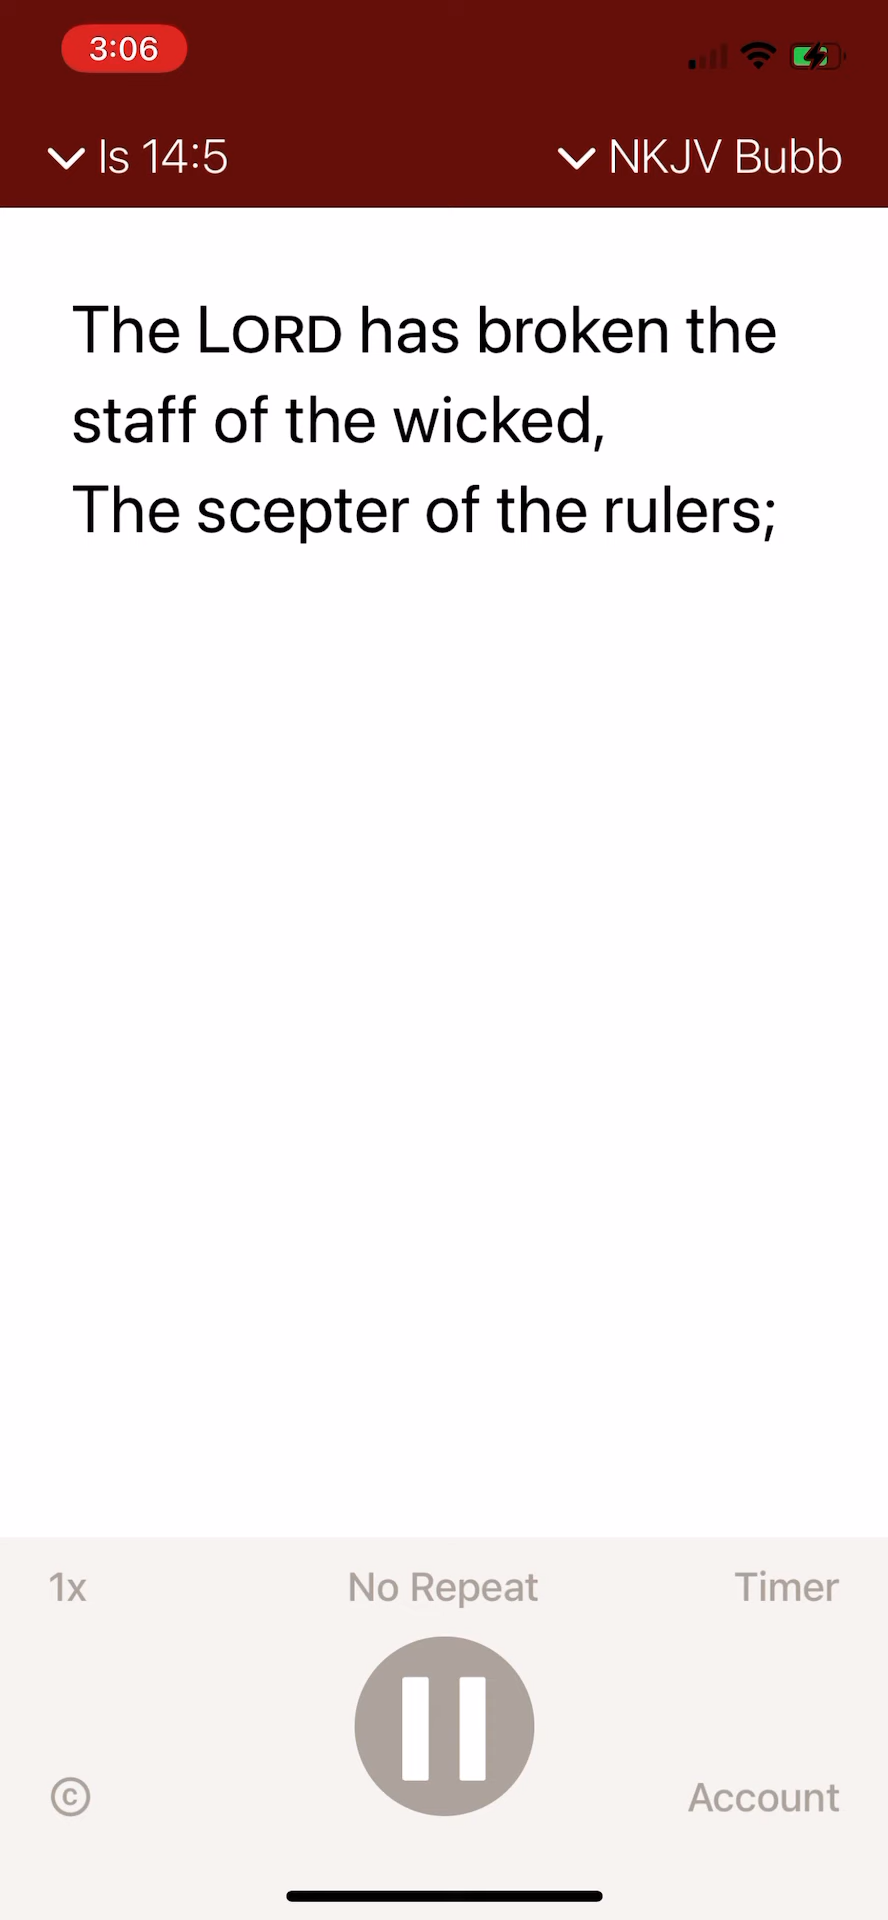 3:06
Is 14:5
NKJV Bubb
The LORD has broken the
staff of the wicked,
The scepter of the rulers;
1x
No Repeat
Timer
©
Account